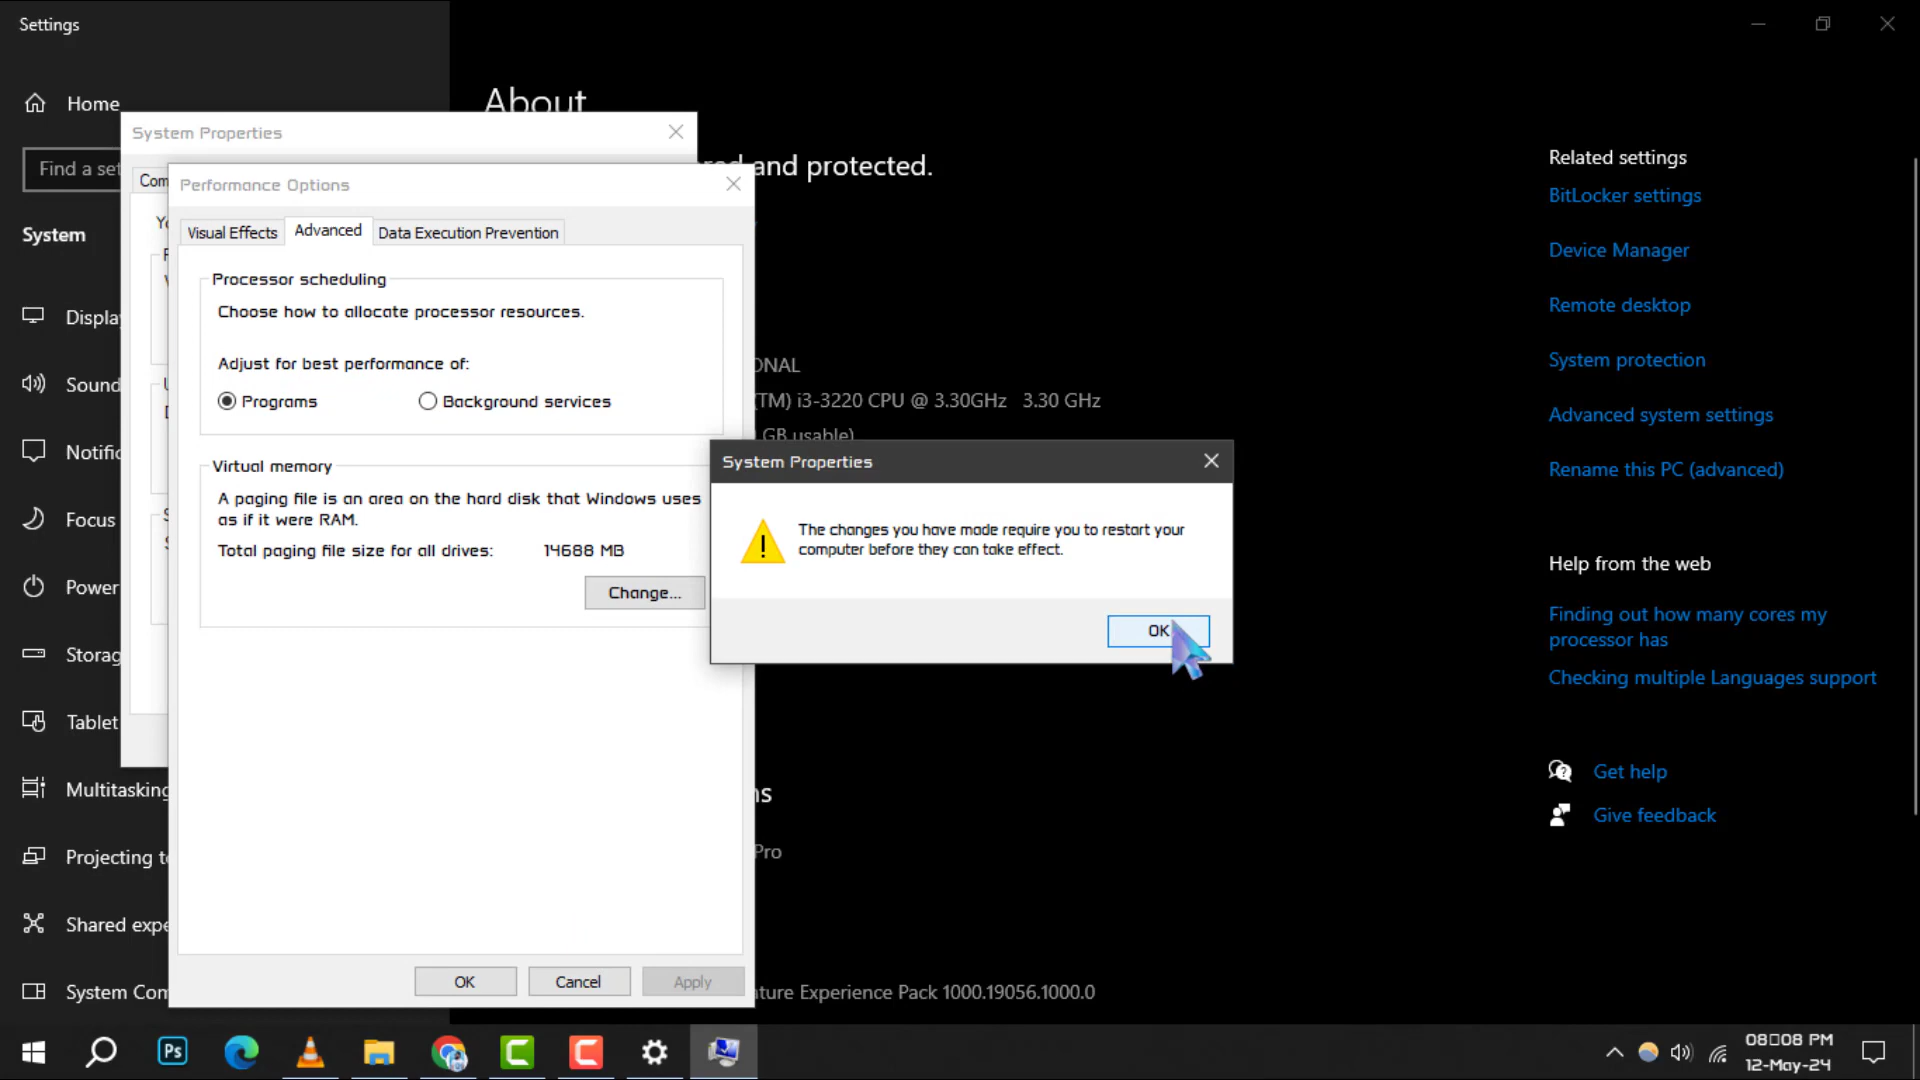 Settings
Home
Find a set
System
Display
Sound
Notific
Focus
Power
Storag
Tablet
Multitasking
Projecting to
Shared expe
System Com
About
red and protected.
ONAL
(TM) i3-3220 CPU @ 3.30GHz 3.30 GHz
GB usable)
ns
Pro
ture Experience Pack 1000.19056.1000.0
System Properties
Com
Performance Options
Visual Effects
Advanced
Data Execution Prevention
Processor scheduling
Choose how to allocate processor resources.
Adjust for best performance of:
Programs
Background services
Virtual memory
A paging file is an area on the hard disk that Windows uses
as if it were RAM.
Total paging file size for all drives: 14688 MB
Change...
OK
Cancel
Apply
System Properties
The changes you have made require you to restart your
computer before they can take effect.
OK
Related settings
BitLocker settings
Device Manager
Remote desktop
System protection
Advanced system settings
Rename this PC (advanced)
Help from the web
Finding out how many cores my
processor has
Checking multiple Languages support
Get help
Give feedback
Ps
08□08 PM
12-May-24